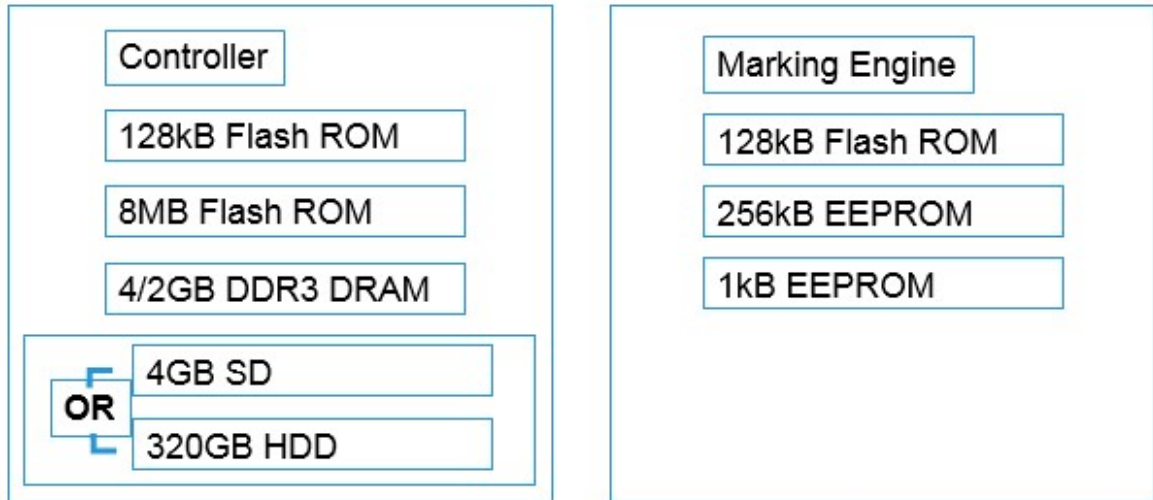 Controller
128kB Flash ROM
8MB Flash ROM
4/2GB DDR3 DRAM
4GB SD
OR
320GB HDD
Marking Engine
128kB Flash ROM
256kB EEPROM
1kB EEPROM